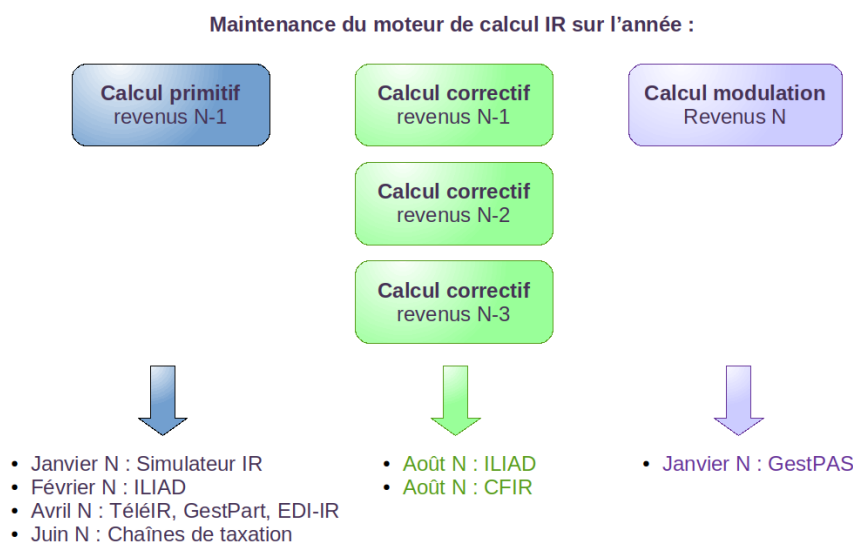 Maintenance du moteur de calcul IR sur l’année :
Calcul primitif
revenus N-1
Calcul correctif
revenus N-1
Calcul correctif
revenus N-2
Calcul correctif
revenus N-3
Calcul modulation
Revenus N
• Janvier N : Simulateur IR
• Février N : ILIAD
• Avril N : TéléIR, GestPart, EDI-IR
• Juin N : Chaînes de taxation
• Août N : ILIAD
• Août N : CFIR
• Janvier N : GestPAS